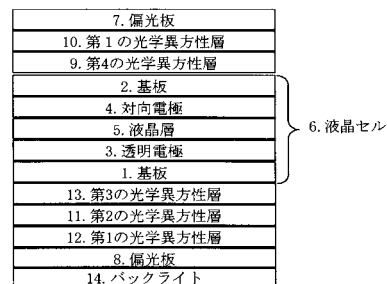 7. 偏光板
10. 第１の光学異方性層
9. 第4の光学異方性層
2. 基板
4. 対向電極
5. 液晶層
3. 透明電極
1. 基板
6. 液晶セル
13. 第3の光学異方性層
11. 第2の光学異方性層
12. 第1の光学異方性層
8. 偏光板
14. バックライト